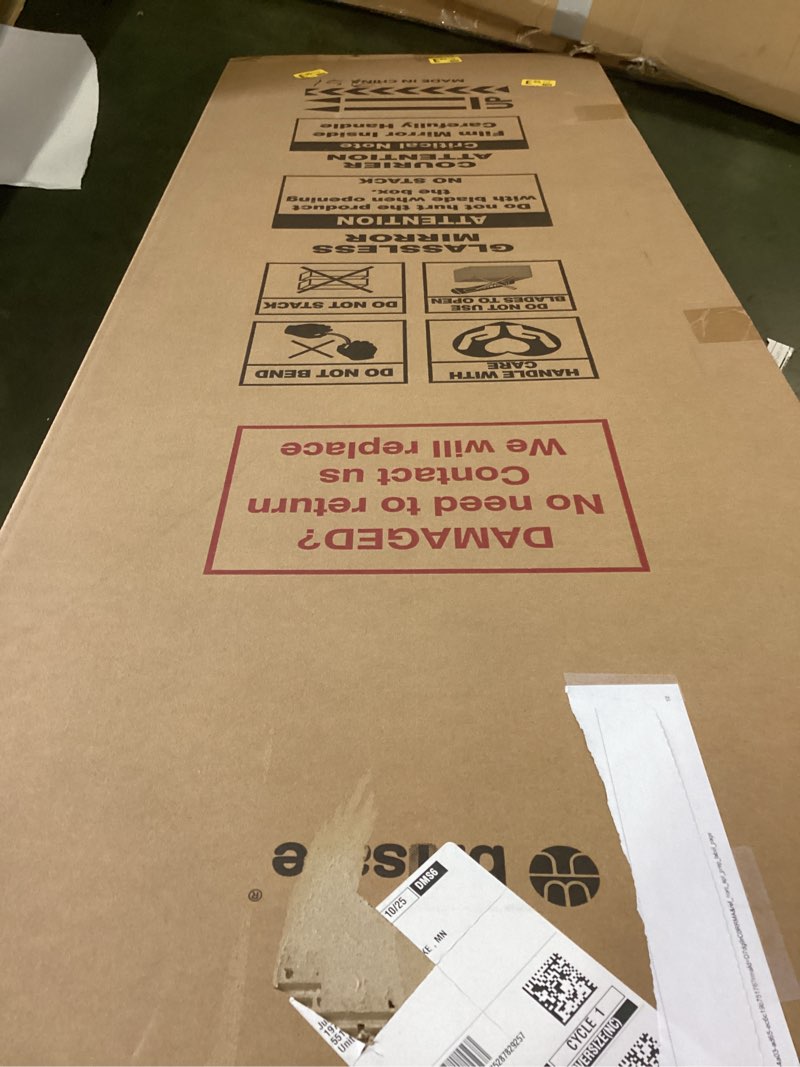 DAMAGED?
No need to return
Contact us
We will replace
HANDLE WITH
CARE
DO NOT BEND
DO NOT USE
BLADES TO OPEN
DO NOT STACK
GLASSLESS
MIRROR
ATTENTION
Do not hurt the product
with blade when opening
the box.
NO STACK
COURIER
ATTENTION
Critical Note
Film Mirror Inside
Carefully Handle
up
MADE IN CHINA
®
10/25
DMS6
KE, MN
CYCLE 1